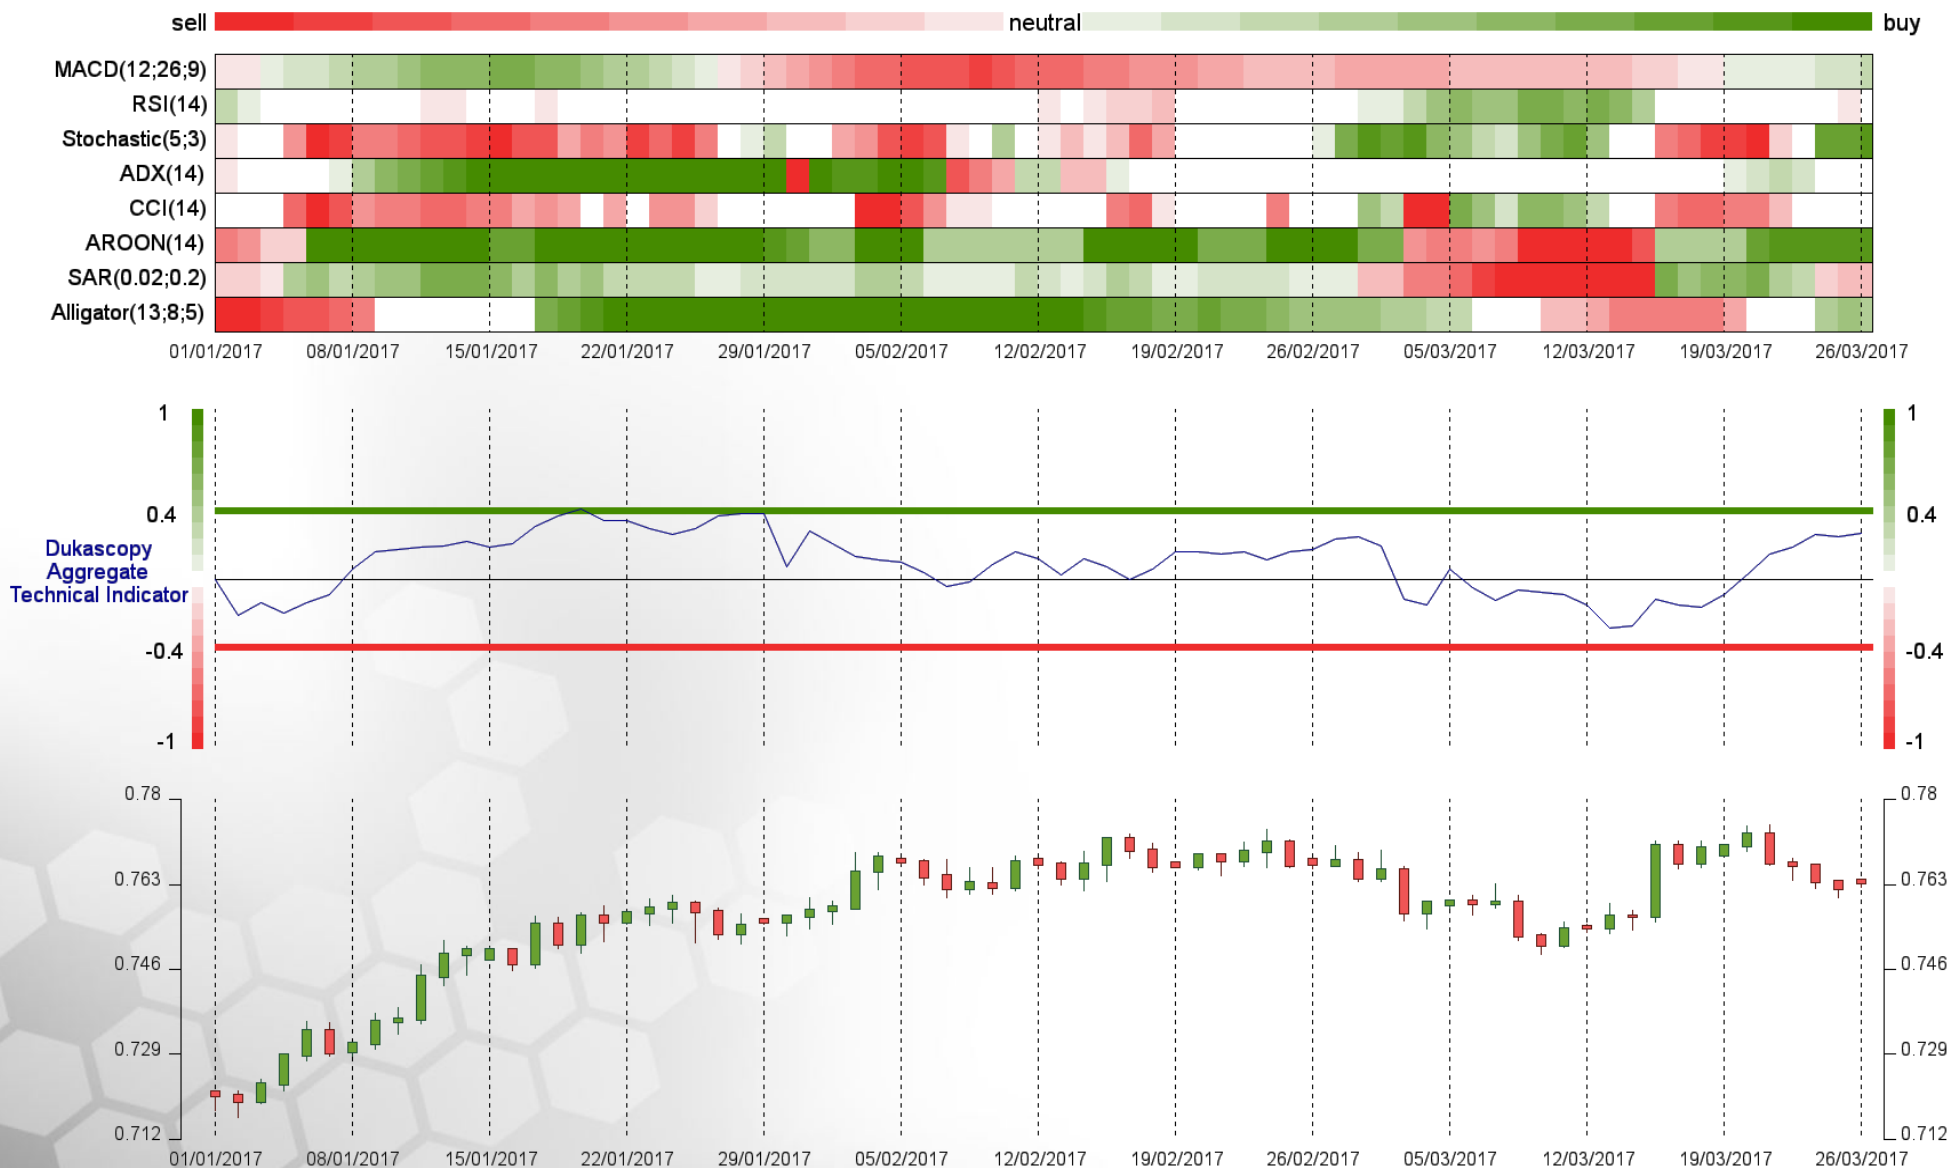 sell neutral buy
MACD(12;26;9)
RSI(14)
Stochastic(5;3)
ADX(14)
CCI(14)
AROON(14)
SAR(0.02;0.2)
Alligator(13;8;5)
01/01/2017 08/01/2017 15/01/2017 22/01/2017 29/01/2017 05/02/2017 12/02/2017 19/02/2017 26/02/2017 05/03/2017 12/03/2017 19/03/2017 26/03/2017
1 1
0.4 0.4
Dukascopy
Aggregate
Technical Indicator
-0.4 -0.4
-1 -1
0.78 0.78
0.763 0.763
0.746 0.746
0.729 0.729
0.712 0.712
01/01/2017 08/01/2017 15/01/2017 22/01/2017 29/01/2017 05/02/2017 12/02/2017 19/02/2017 26/02/2017 05/03/2017 12/03/2017 19/03/2017 26/03/2017